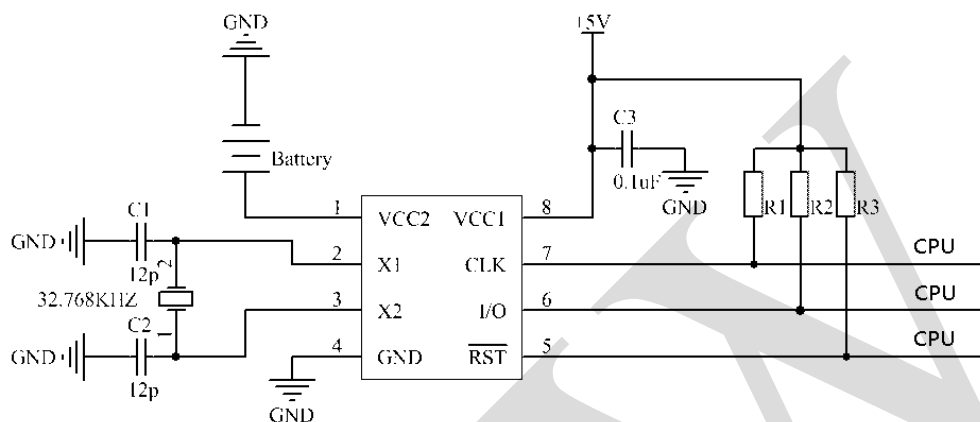 GND
+5V
C3
Battery
0.1uF
GND
R1
R2
R3
1
VCC2
VCC1
8
C1
GND
12p
2
2
X1
CLK
7
CPU
32.768KHZ
3
X2
I/O
6
CPU
C2
1
GND
12p
4
GND
RST
5
CPU
GND